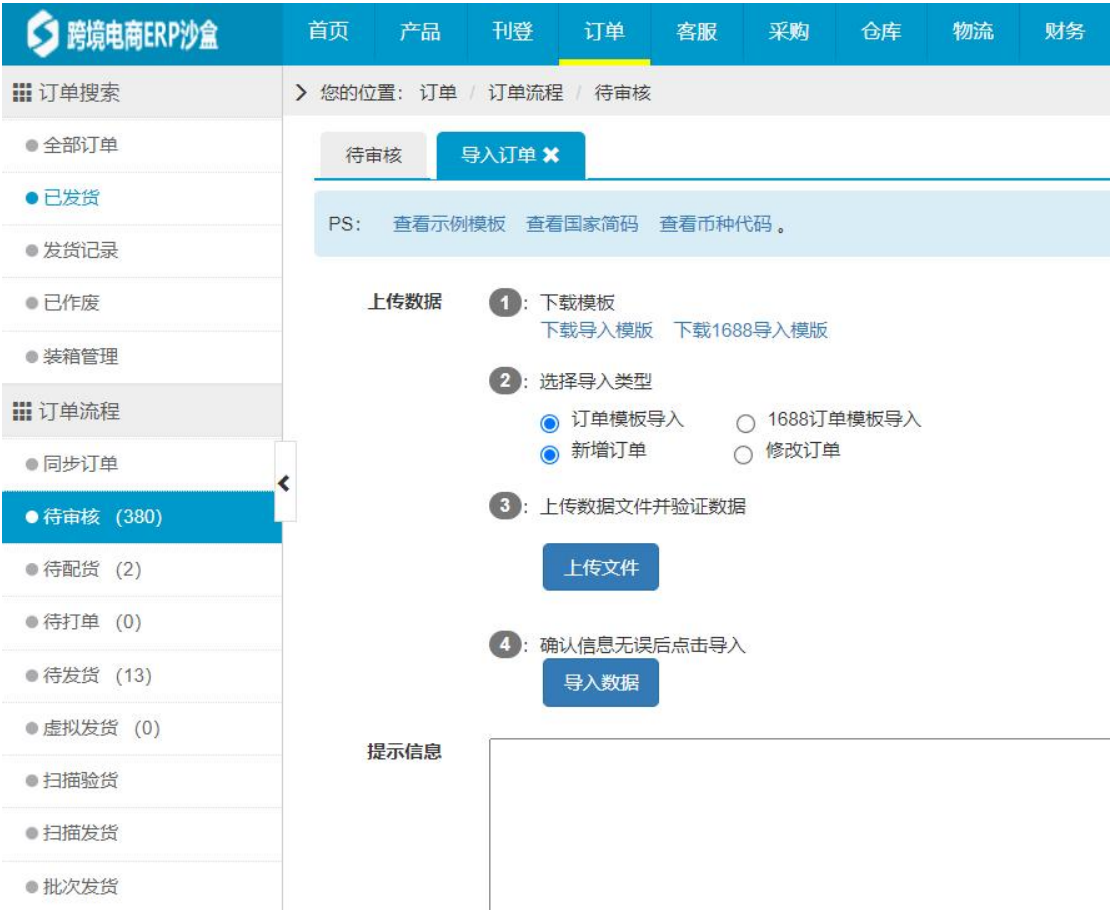 跨境电商ERP沙盒
首页 产品 刊登 订单 客服 采购 仓库 物流 财务
订单搜索
全部订单
已发货
发货记录
已作废
装箱管理
订单流程
同步订单
待审核 (380)
待配货 (2)
待打单 (0)
待发货 (13)
虚拟发货 (0)
扫描验货
扫描发货
批次发货
您的位置: 订单 / 订单流程 / 待审核
待审核 导入订单 ✖
PS: 查看示例模板 查看国家简码 查看币种代码 。
上传数据 1 : 下载模板
下载导入模版 下载1688导入模版
2 : 选择导入类型
订单模板导入 1688订单模板导入
新增订单 修改订单
3 : 上传数据文件并验证数据
上传文件
4 : 确认信息无误后点击导入
导入数据
提示信息